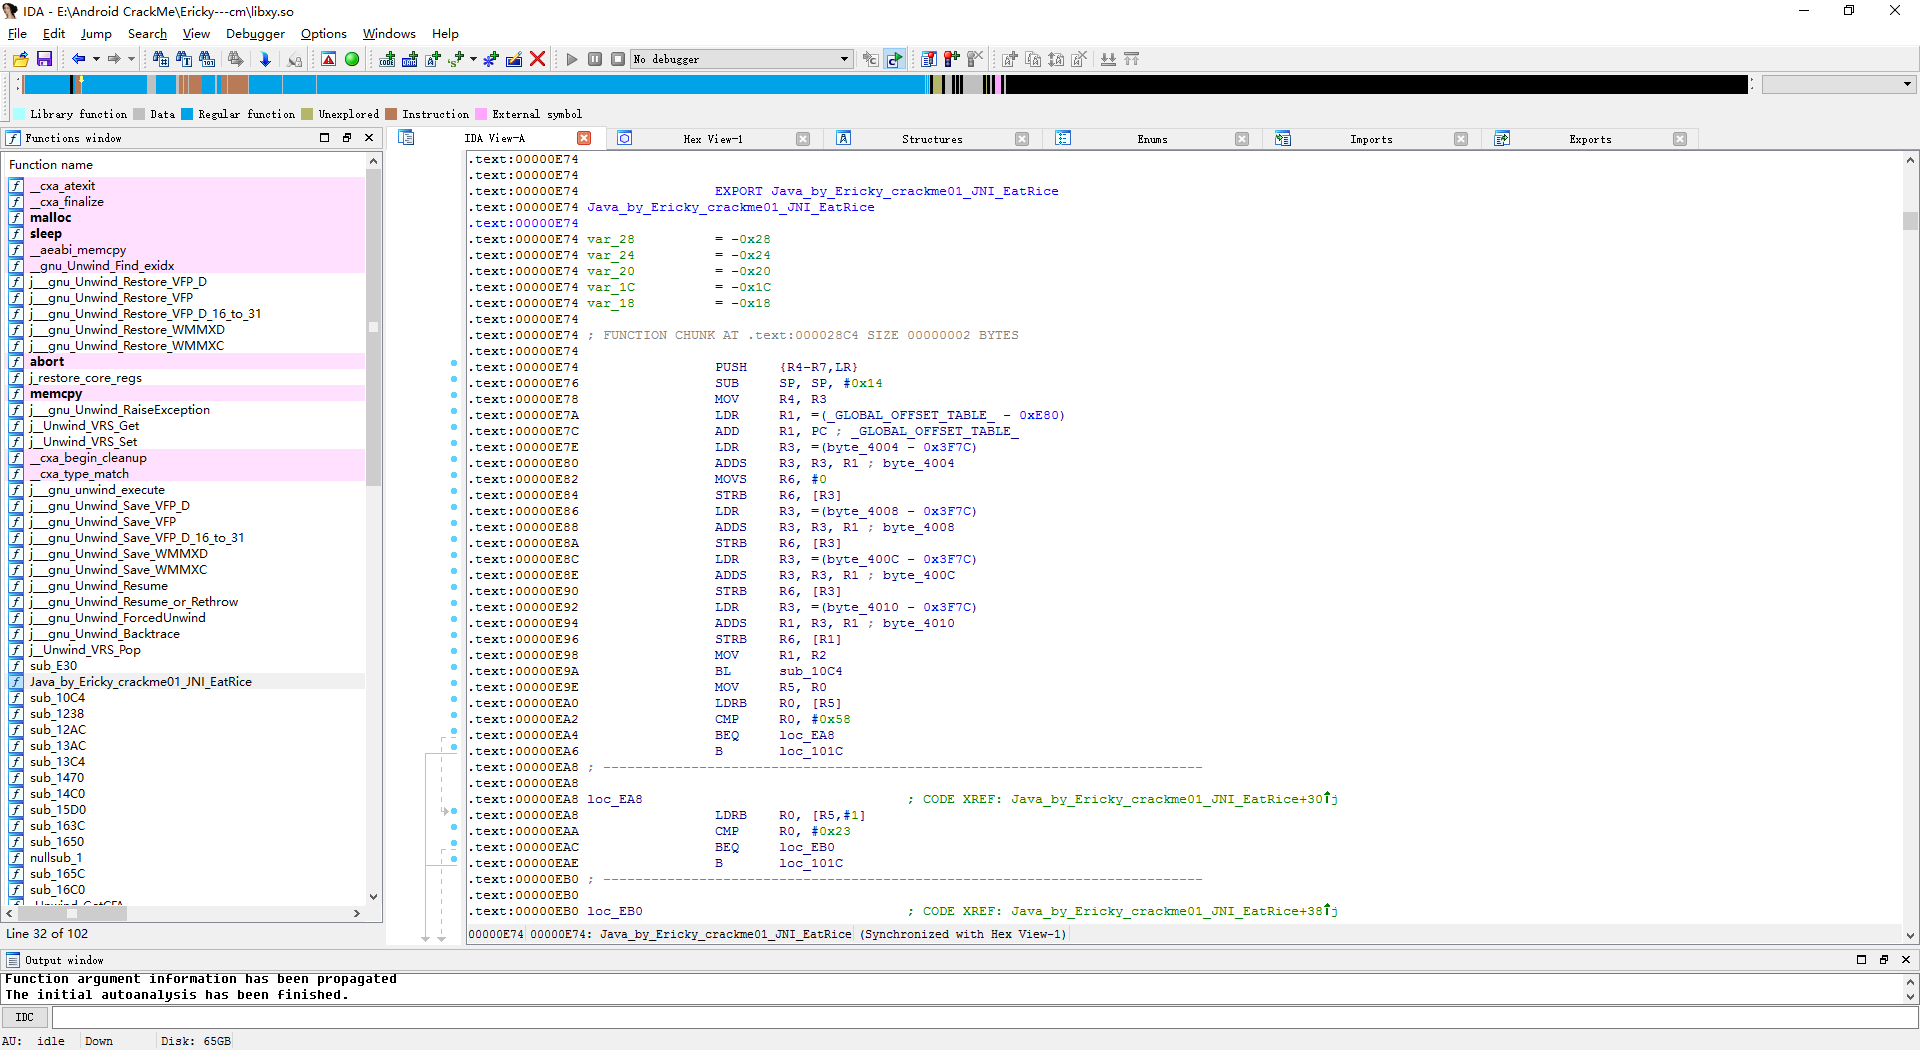 IDA - E:\Android CrackMe\Ericky---cm\libxy.so
File Edit Jump Search View Debugger Options Windows Help
No debugger
Library function Data Regular function Unexplored Instruction External symbol
Functions window
Function name
__cxa_atexit
__cxa_finalize
malloc
sleep
__aeabi_memcpy
__gnu_Unwind_Find_exidx
j___gnu_Unwind_Restore_VFP_D
j___gnu_Unwind_Restore_VFP
j___gnu_Unwind_Restore_VFP_D_16_to_31
j___gnu_Unwind_Restore_WMMXD
j___gnu_Unwind_Restore_WMMXC
abort
j_restore_core_regs
memcpy
j___gnu_Unwind_RaiseException
j__Unwind_VRS_Get
j__Unwind_VRS_Set
__cxa_begin_cleanup
__cxa_type_match
j___gnu_unwind_execute
j___gnu_Unwind_Save_VFP_D
j___gnu_Unwind_Save_VFP
j___gnu_Unwind_Save_VFP_D_16_to_31
j___gnu_Unwind_Save_WMMXD
j___gnu_Unwind_Save_WMMXC
j___gnu_Unwind_Resume
j___gnu_Unwind_Resume_or_Rethrow
j___gnu_Unwind_ForcedUnwind
j___gnu_Unwind_Backtrace
j__Unwind_VRS_Pop
sub_E30
Java_by_Ericky_crackme01_JNI_EatRice
sub_10C4
sub_1238
sub_12AC
sub_13AC
sub_13C4
sub_1470
sub_14C0
sub_15D0
sub_163C
sub_1650
nullsub_1
sub_165C
sub_16C0
Line 32 of 102
IDA View-A Hex View-1 Structures Enums Imports Exports
.text:00000E74
.text:00000E74
.text:00000E74 EXPORT Java_by_Ericky_crackme01_JNI_EatRice
.text:00000E74 Java_by_Ericky_crackme01_JNI_EatRice
.text:00000E74
.text:00000E74 var_28 = -0x28
.text:00000E74 var_24 = -0x24
.text:00000E74 var_20 = -0x20
.text:00000E74 var_1C = -0x1C
.text:00000E74 var_18 = -0x18
.text:00000E74
.text:00000E74 ; FUNCTION CHUNK AT .text:000028C4 SIZE 00000002 BYTES
.text:00000E74
.text:00000E74 PUSH {R4-R7,LR}
.text:00000E76 SUB SP, SP, #0x14
.text:00000E78 MOV R4, R3
.text:00000E7A LDR R1, =(_GLOBAL_OFFSET_TABLE_ - 0xE80)
.text:00000E7C ADD R1, PC ; _GLOBAL_OFFSET_TABLE_
.text:00000E7E LDR R3, =(byte_4004 - 0x3F7C)
.text:00000E80 ADDS R3, R3, R1 ; byte_4004
.text:00000E82 MOVS R6, #0
.text:00000E84 STRB R6, [R3]
.text:00000E86 LDR R3, =(byte_4008 - 0x3F7C)
.text:00000E88 ADDS R3, R3, R1 ; byte_4008
.text:00000E8A STRB R6, [R3]
.text:00000E8C LDR R3, =(byte_400C - 0x3F7C)
.text:00000E8E ADDS R3, R3, R1 ; byte_400C
.text:00000E90 STRB R6, [R3]
.text:00000E92 LDR R3, =(byte_4010 - 0x3F7C)
.text:00000E94 ADDS R1, R3, R1 ; byte_4010
.text:00000E96 STRB R6, [R1]
.text:00000E98 MOV R1, R2
.text:00000E9A BL sub_10C4
.text:00000E9E MOV R5, R0
.text:00000EA0 LDRB R0, [R5]
.text:00000EA2 CMP R0, #0x58
.text:00000EA4 BEQ loc_EA8
.text:00000EA6 B loc_101C
.text:00000EA8 ; ---------------------------------------------------------------------------
.text:00000EA8
.text:00000EA8 loc_EA8 ; CODE XREF: Java_by_Ericky_crackme01_JNI_EatRice+30↑j
.text:00000EA8 LDRB R0, [R5,#1]
.text:00000EAA CMP R0, #0x23
.text:00000EAC BEQ loc_EB0
.text:00000EAE B loc_101C
.text:00000EB0 ; ---------------------------------------------------------------------------
.text:00000EB0
.text:00000EB0 loc_EB0 ; CODE XREF: Java_by_Ericky_crackme01_JNI_EatRice+38↑j
00000E74 00000E74: Java_by_Ericky_crackme01_JNI_EatRice (Synchronized with Hex View-1)
Output window
Function argument information has been propagated
The initial autoanalysis has been finished.
IDC
AU: idle Down Disk: 65GB